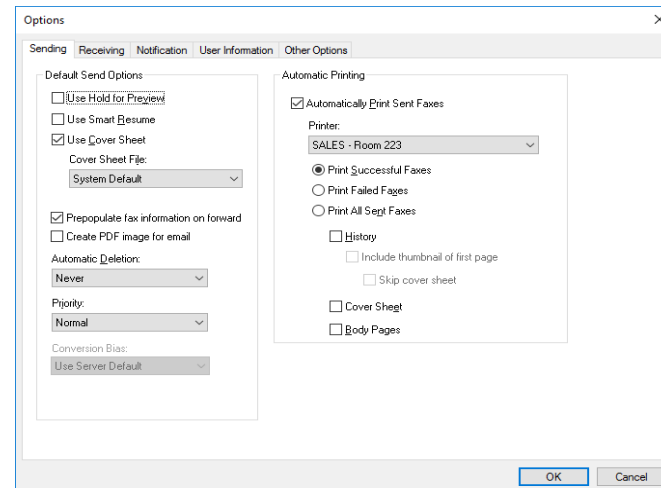 Options
Sending Receiving Notification User Information Other Options
Default Send Options
Use Hold for Preview
Use Smart Resume
Use Cover Sheet
Cover Sheet File:
System Default
Prepopulate fax information on forward
Create PDF image for email
Automatic Deletion:
Never
Priority:
Normal
Conversion Bias:
Use Server Default
Automatic Printing
Automatically Print Sent Faxes
Printer:
SALES - Room 223
Print Successful Faxes
Print Failed Faxes
Print All Sent Faxes
History
Include thumbnail of first page
Skip cover sheet
Cover Sheet
Body Pages
OK Cancel